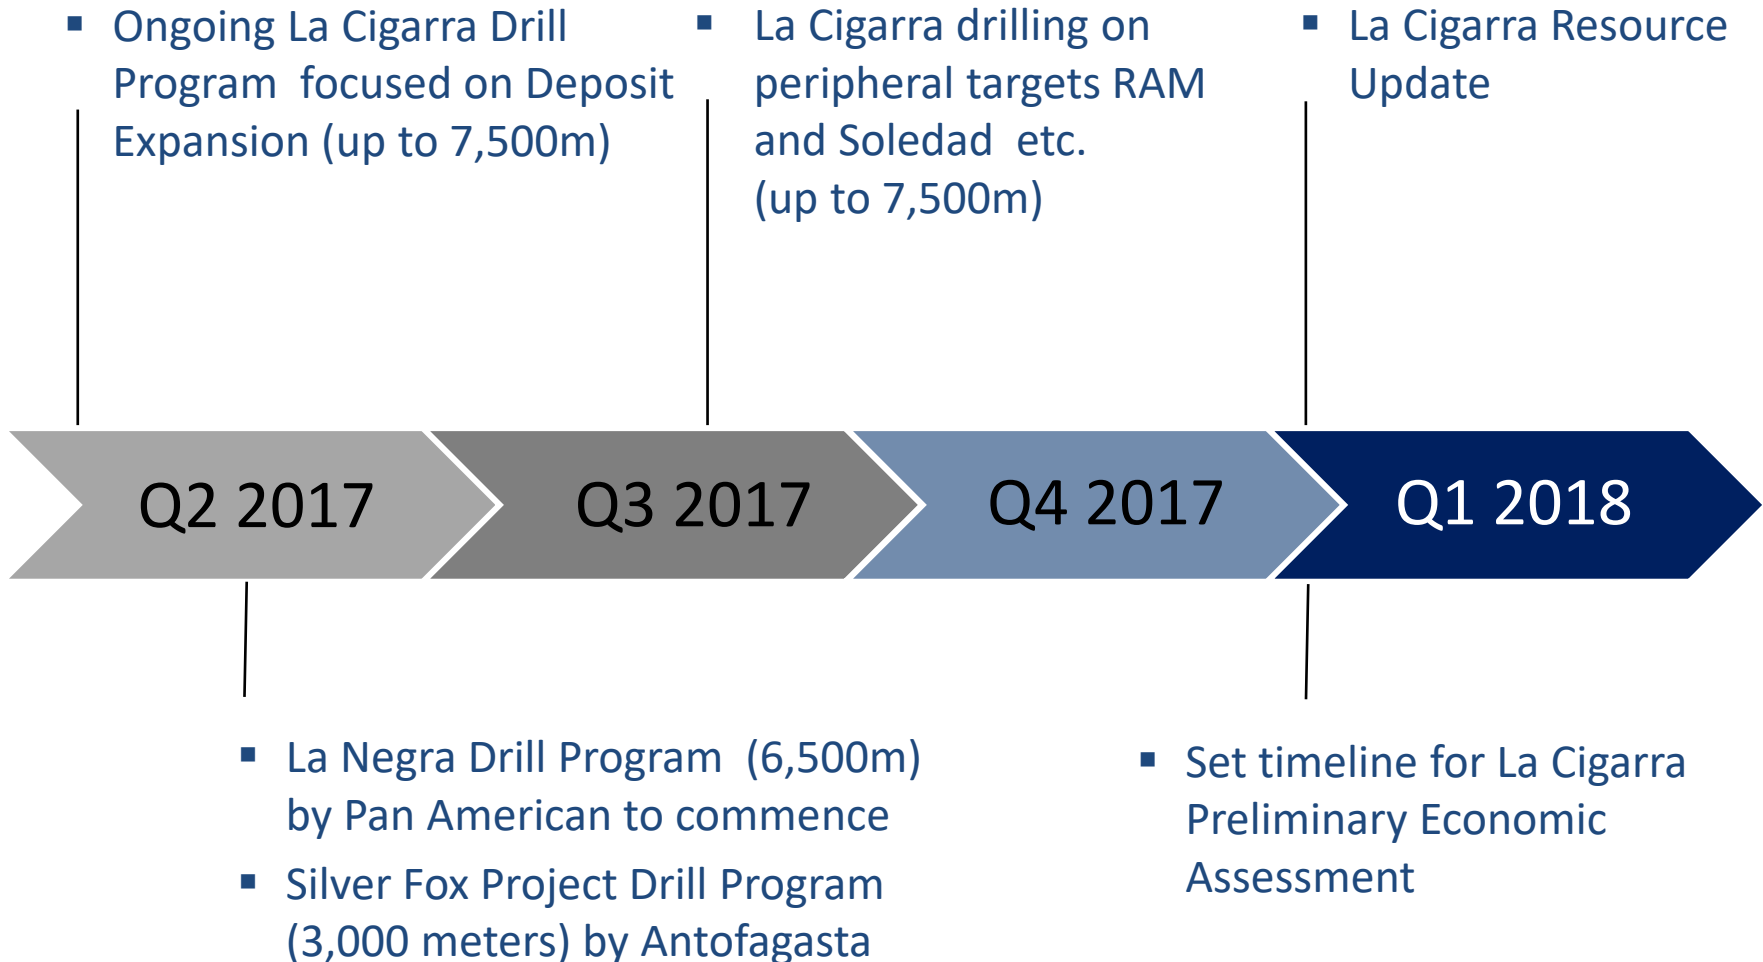 ▪ Ongoing La Cigarra Drill
Program focused on Deposit
Expansion (up to 7,500m)
▪ La Cigarra drilling on
peripheral targets RAM
and Soledad etc.
(up to 7,500m)
▪ La Cigarra Resource
Update
Q2 2017
Q3 2017
Q4 2017
Q1 2018
▪ La Negra Drill Program (6,500m)
by Pan American to commence
▪ Silver Fox Project Drill Program
(3,000 meters) by Antofagasta
▪ Set timeline for La Cigarra
Preliminary Economic
Assessment